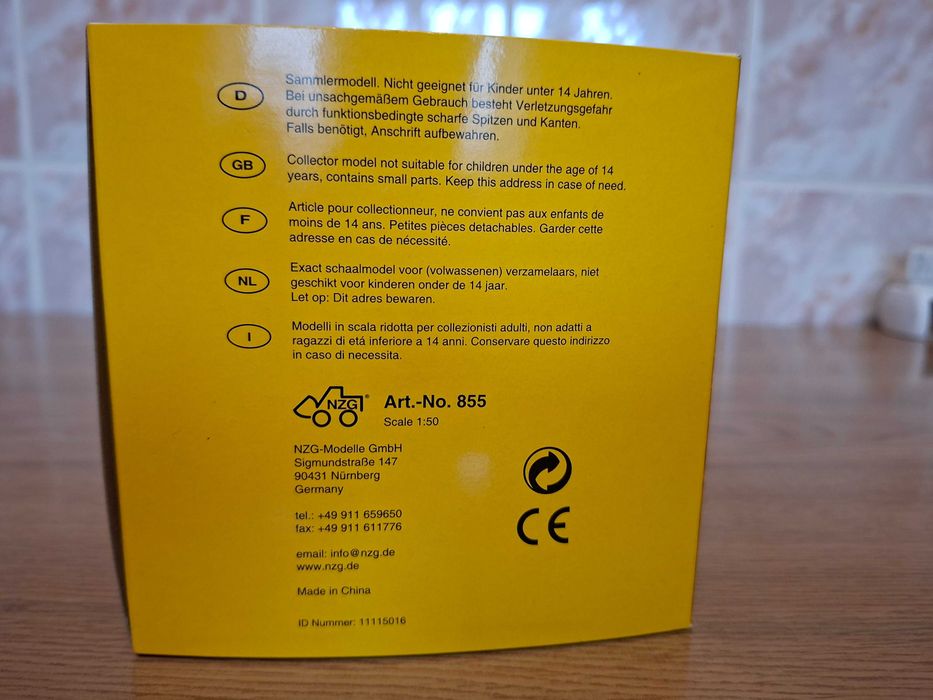 D
Sammlermodell. Nicht geeignet für Kinder unter 14 Jahren.
Bei unsachgemäßem Gebrauch besteht Verletzungsgefahr
durch funktionsbedingte scharfe Spitzen und Kanten.
Falls benötigt, Anschrift aufbewahren.
GB
Collector model not suitable for children under the age of 14
years, contains small parts. Keep this address in case of need.
F
Article pour collectionneur, ne convient pas aux enfants de
moins de 14 ans. Petites pièces detachables. Garder cette
adresse en cas de nécessité.
NL
Exact schaalmodel voor (volwassenen) verzamelaars, niet
geschikt voor kinderen onder de 14 jaar.
Let op: Dit adres bewaren.
I
Modelli in scala ridotta per collezionisti adulti, non adatti a
ragazzi di etá inferiore a 14 anni. Conservare questo indirizzo
in caso di necessita.
NZG®
Art.-No. 855
Scale 1:50
NZG-Modelle GmbH
Sigmundstraße 147
90431 Nürnberg
Germany
tel.: +49 911 659650
fax: +49 911 611776
email: info@nzg.de
www.nzg.de
Made in China
ID Nummer: 11115016
CE